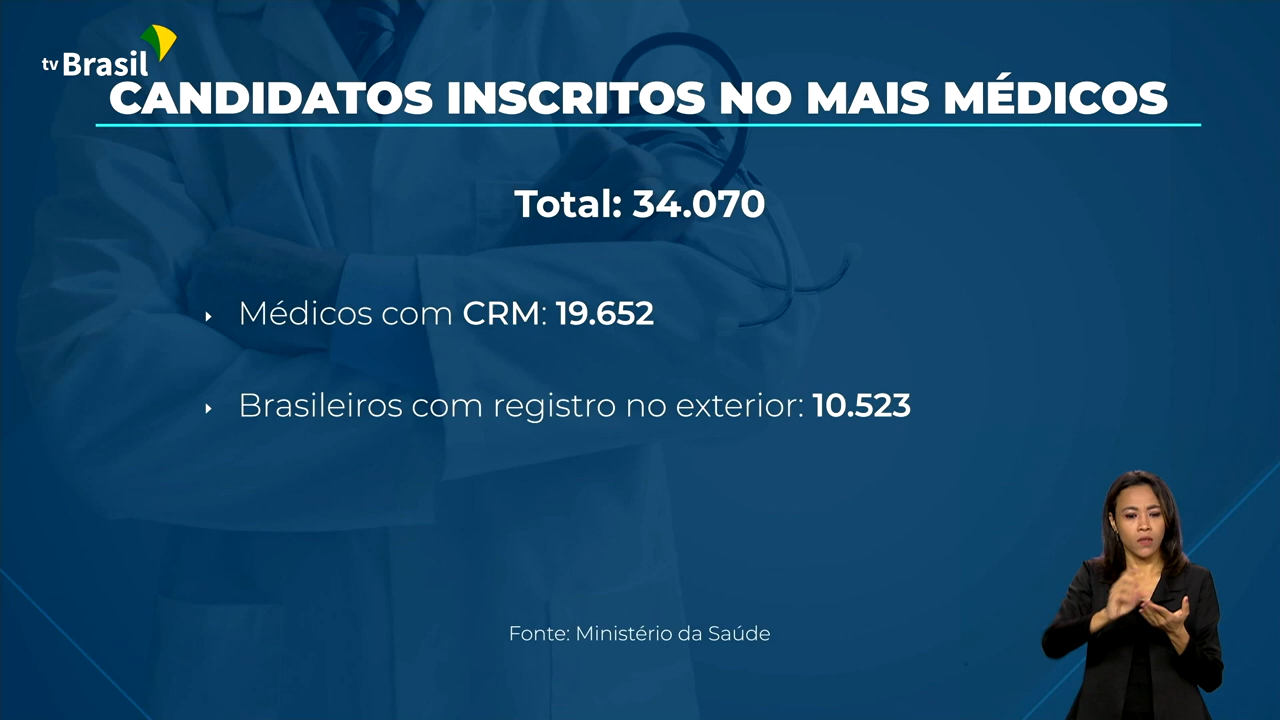 tv Brasil
CANDIDATOS INSCRITOS NO MAIS MÉDICOS
Total: 34.070
Médicos com CRM: 19.652
Brasileiros com registro no exterior: 10.523
Fonte: Ministério da Saúde